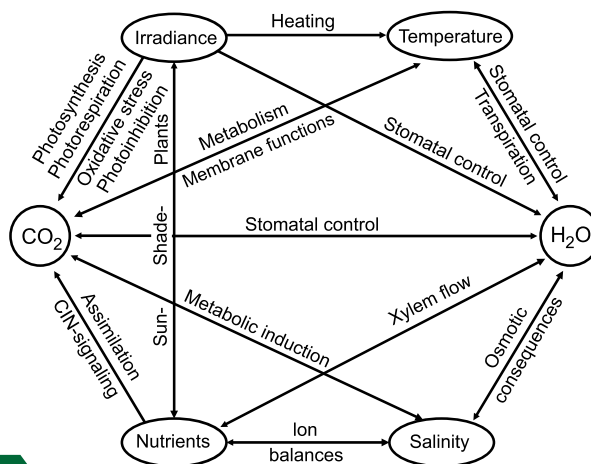 Heating
Irradiance
Temperature
Photosynthesis
Photorespiration
Oxidative stress
Photoinhibition
Plants
Metabolism
Membrane functions
Stomatal control
Stomatal control
Transpiration
CO2
Shade-
Stomatal control
H2O
Assimilation
CIN-signaling
Sun-
Metabolic induction
Xylem flow
Osmotic
consequences
Nutrients
Ion
balances
Salinity